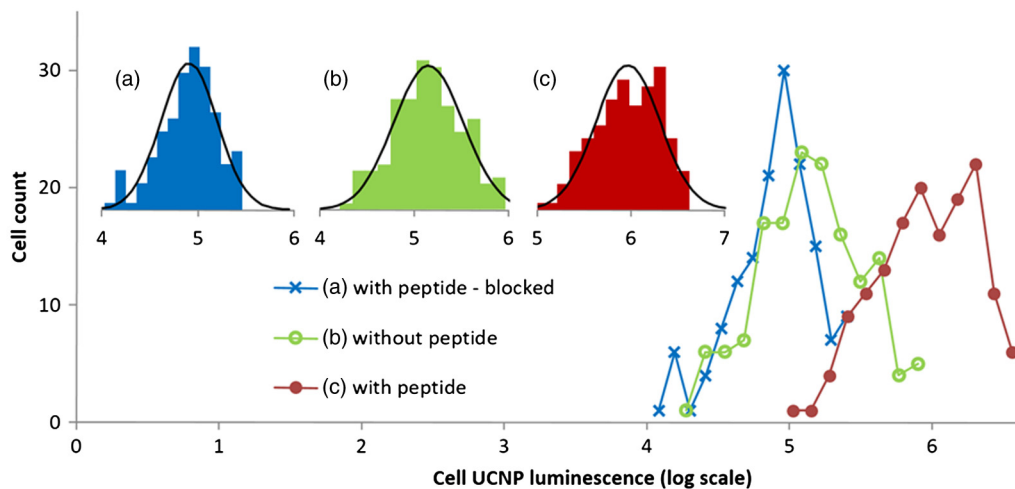 30
20
10
0
Cell count
(a)
4 5 6
(b)
4 5 6
(c)
5 6 7
(a) with peptide - blocked
(b) without peptide
(c) with peptide
0 1 2 3 4 5 6
Cell UCNP luminescence (log scale)